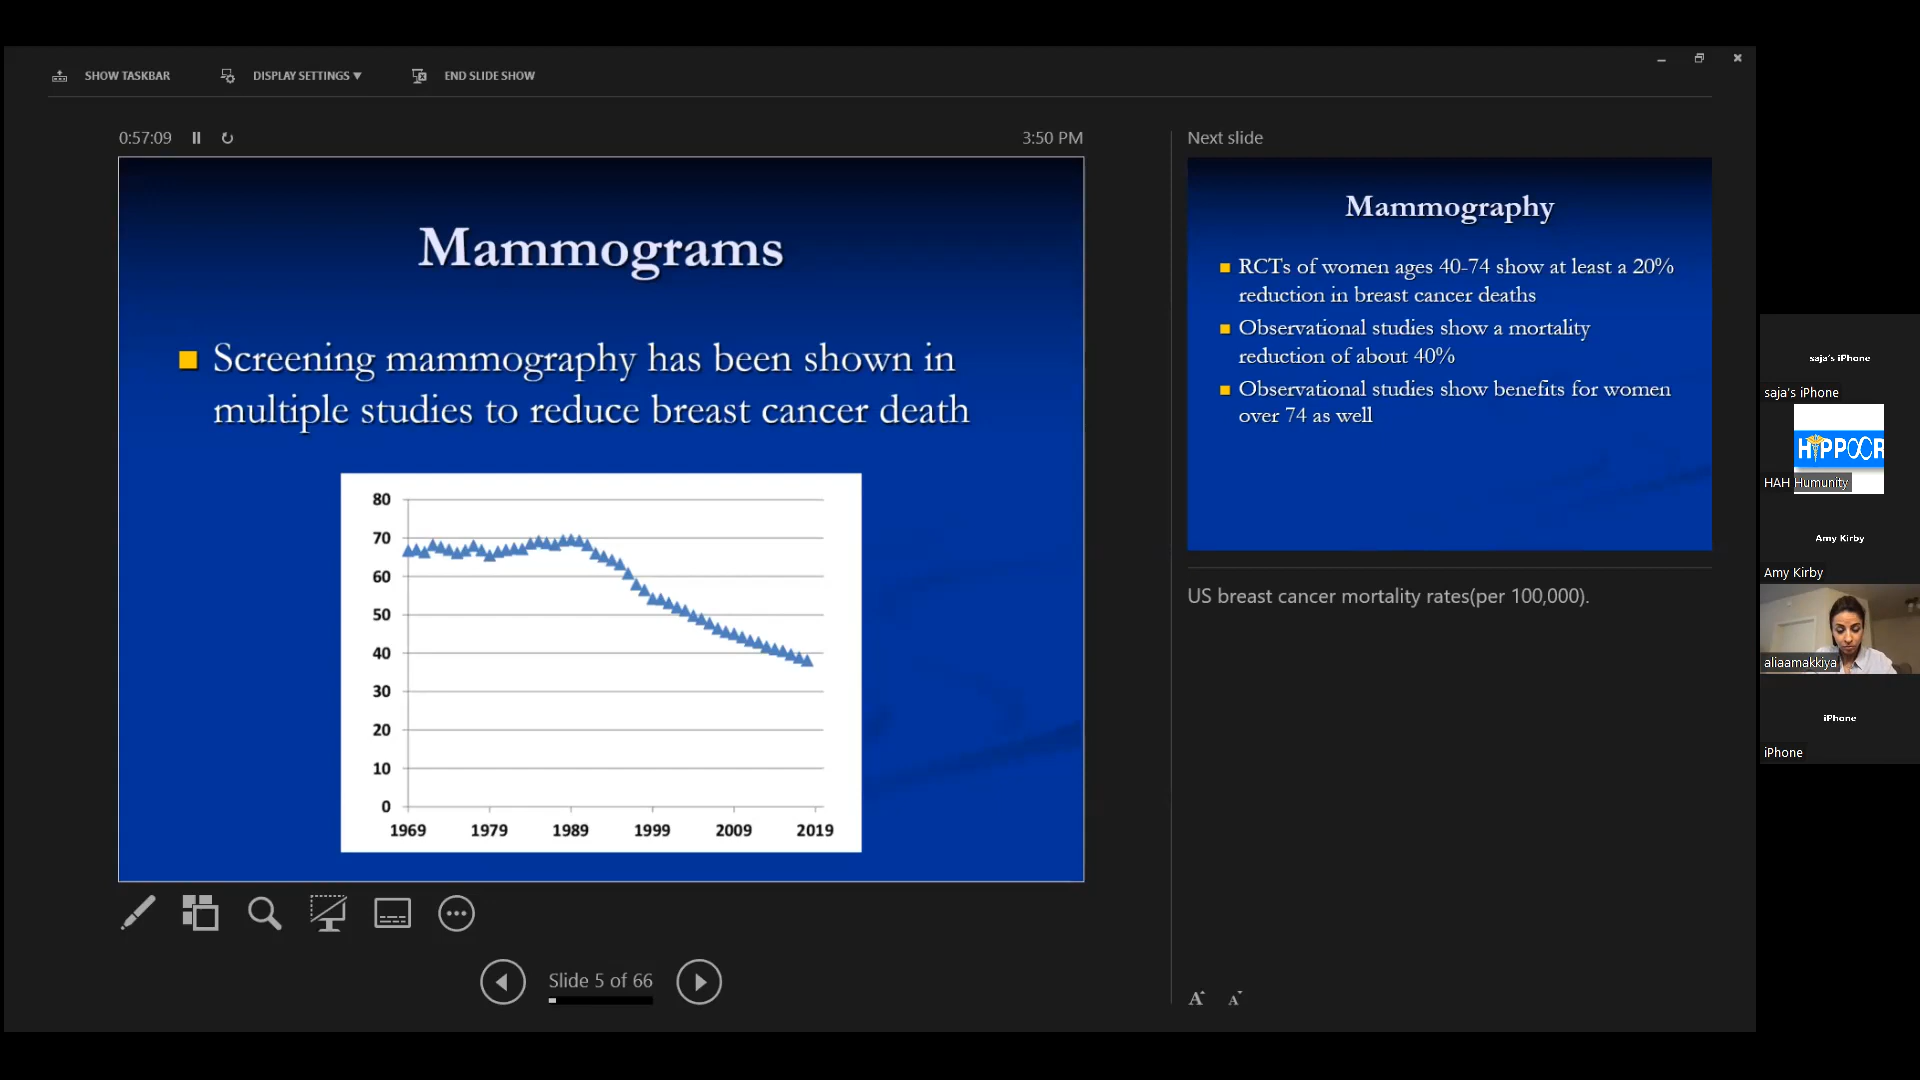 SHOW TASKBAR
DISPLAY SETTINGS ▼
END SLIDE SHOW
0:57:09
3:50 PM
Mammograms
Screening mammography has been shown in
multiple studies to reduce breast cancer death
80
70
60
50
40
30
20
10
0
1969 1979 1989 1999 2009 2019
Slide 5 of 66
Next slide
Mammography
RCTs of women ages 40-74 show at least a 20%
reduction in breast cancer deaths
Observational studies show a mortality
reduction of about 40%
Observational studies show benefits for women
over 74 as well
US breast cancer mortality rates(per 100,000).
A A
saja's iPhone
saja's iPhone
HIPPOCR
HAH Humunity
Amy Kirby
Amy Kirby
aliaamakkiya
iPhone
iPhone